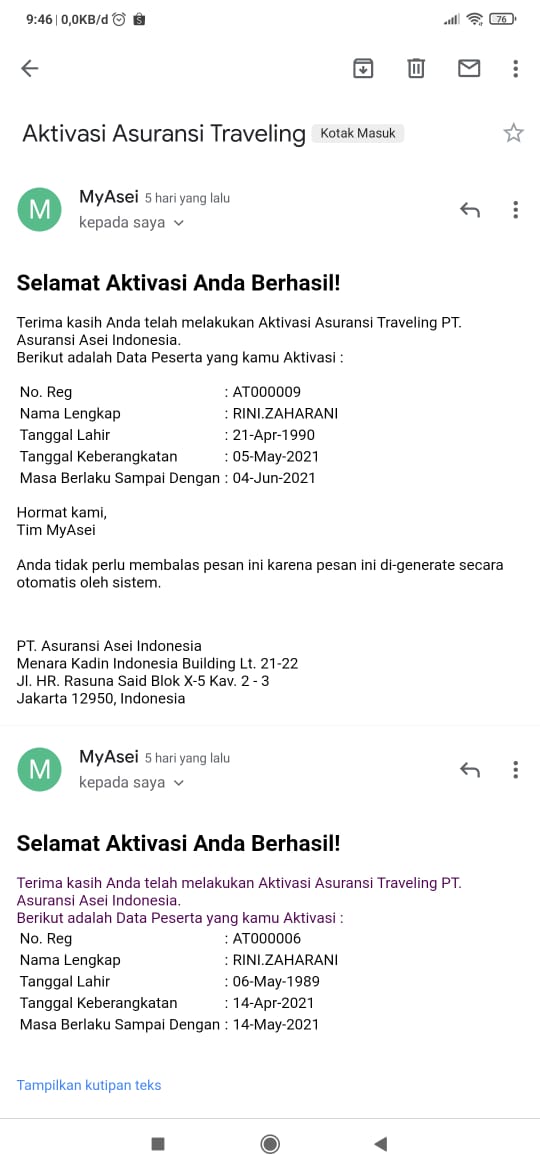 9:46 | 0,0KB/d
76
Aktivasi Asuransi Traveling Kotak Masuk
M
MyAsei 5 hari yang lalu
kepada saya
Selamat Aktivasi Anda Berhasil!
Terima kasih Anda telah melakukan Aktivasi Asuransi Traveling PT.
Asuransi Asei Indonesia.
Berikut adalah Data Peserta yang kamu Aktivasi :
No. Reg : AT000009
Nama Lengkap : RINI.ZAHARANI
Tanggal Lahir : 21-Apr-1990
Tanggal Keberangkatan : 05-May-2021
Masa Berlaku Sampai Dengan : 04-Jun-2021
Hormat kami,
Tim MyAsei
Anda tidak perlu membalas pesan ini karena pesan ini di-generate secara
otomatis oleh sistem.
PT. Asuransi Asei Indonesia
Menara Kadin Indonesia Building Lt. 21-22
Jl. HR. Rasuna Said Blok X-5 Kav. 2 - 3
Jakarta 12950, Indonesia
M
MyAsei 5 hari yang lalu
kepada saya
Selamat Aktivasi Anda Berhasil!
Terima kasih Anda telah melakukan Aktivasi Asuransi Traveling PT.
Asuransi Asei Indonesia.
Berikut adalah Data Peserta yang kamu Aktivasi :
No. Reg : AT000006
Nama Lengkap : RINI.ZAHARANI
Tanggal Lahir : 06-May-1989
Tanggal Keberangkatan : 14-Apr-2021
Masa Berlaku Sampai Dengan : 14-May-2021
Tampilkan kutipan teks